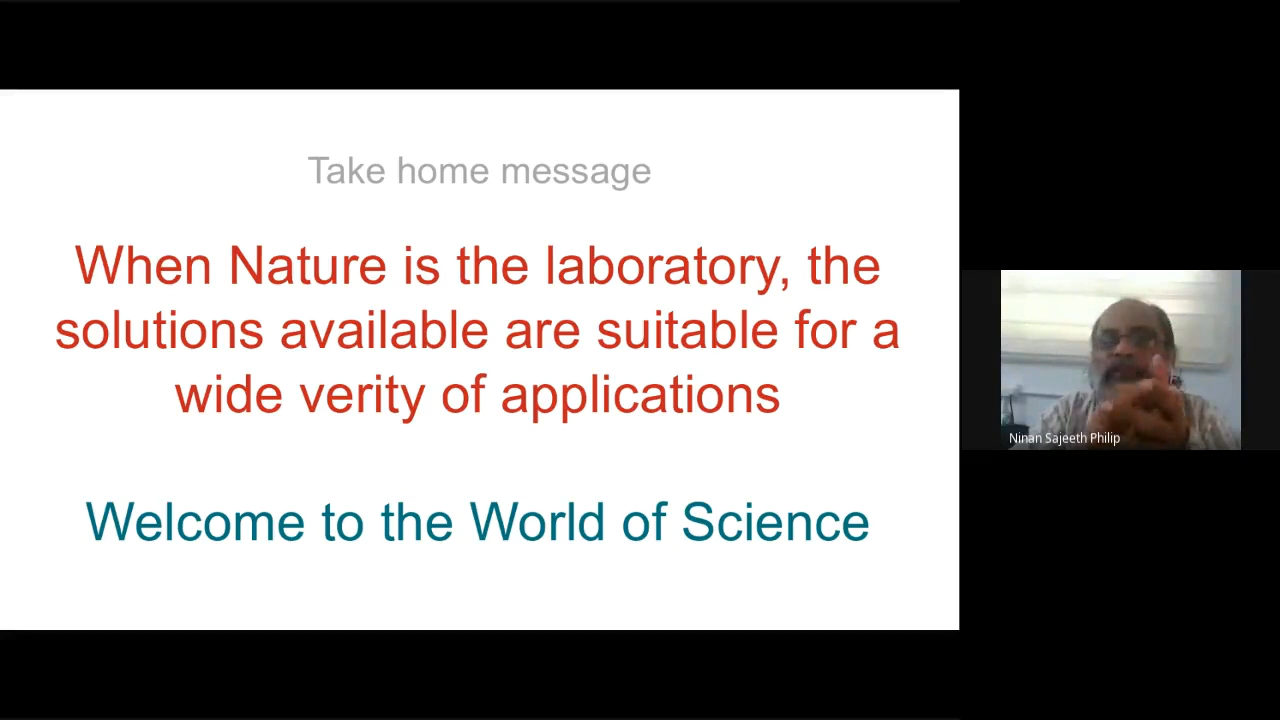 Take home message
When Nature is the laboratory, the
solutions available are suitable for a
wide verity of applications
Welcome to the World of Science
Ninan Sajeeth Philip